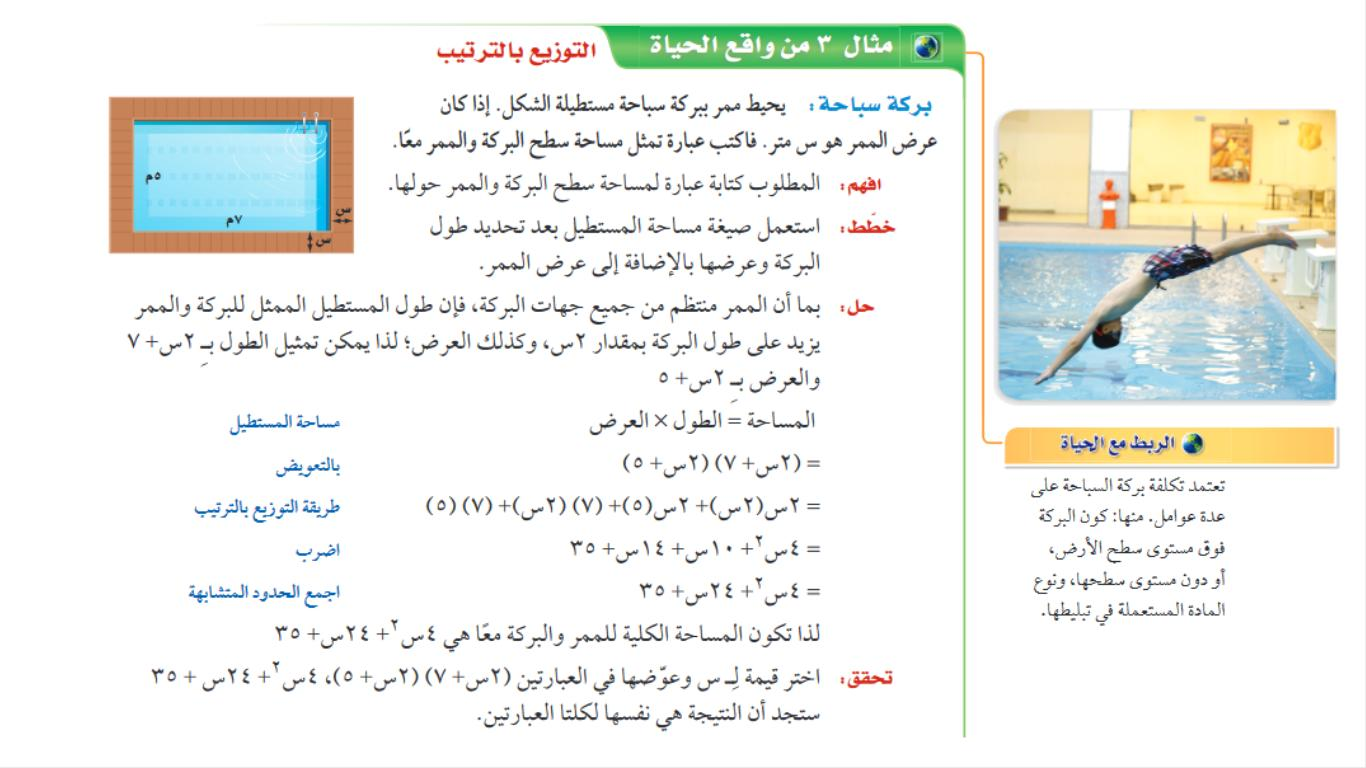 مثال ٣ من واقع الحياة
التوزيع بالترتيب
بركة سباحة: يحيط ممر ببركة سباحة مستطيلة الشكل. إذا كان
عرض الممر هو س متر. فاكتب عبارة تمثل مساحة سطح البركة والممر معًا.
٥م
٧م
س
س
افهم: المطلوب كتابة عبارة لمساحة سطح البركة والممر حولها.
خطّط: استعمل صيغة مساحة المستطيل بعد تحديد طول
البركة وعرضها بالإضافة إلى عرض الممر.
حل: بما أن الممر منتظم من جميع جهات البركة، فإن طول المستطيل الممثل للبركة والممر
يزيد على طول البركة بمقدار ٢س، وكذلك العرض؛ لذا يمكن تمثيل الطول بـِ ٢س+ ٧
والعرض بـِ ٢س+ ٥
المساحة = الطول × العرض مساحة المستطيل
= (٢س+ ٧) (٢س+ ٥) بالتعويض
= ٢س(٢س)+ ٢س(٥)+ (٧) (٢س)+ (٧) (٥) طريقة التوزيع بالترتيب
= ٤س٢+ ١٠س+ ١٤س+ ٣٥ اضرب
= ٤س٢+ ٢٤س+ ٣٥ اجمع الحدود المتشابهة
لذا تكون المساحة الكلية للممر والبركة معًا هي ٤س٢+ ٢٤س+ ٣٥
تحقق: اختر قيمة لِـ س وعوّضها في العبارتين (٢س+ ٧) (٢س+ ٥)، ٤س٢+ ٢٤س + ٣٥
ستجد أن النتيجة هي نفسها لكلتا العبارتين.
الربط مع الحياة
تعتمد تكلفة بركة السباحة على
عدة عوامل. منها: كون البركة
فوق مستوى سطح الأرض،
أو دون مستوى سطحها، ونوع
المادة المستعملة في تبليطها.